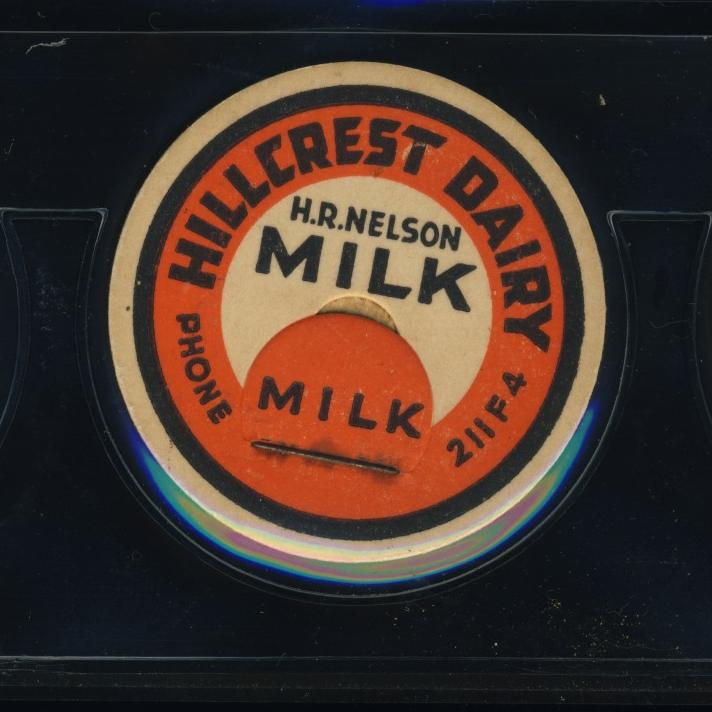 HILLCREST DAIRY
H.R.NELSON
MILK
MILK
PHONE 211F4